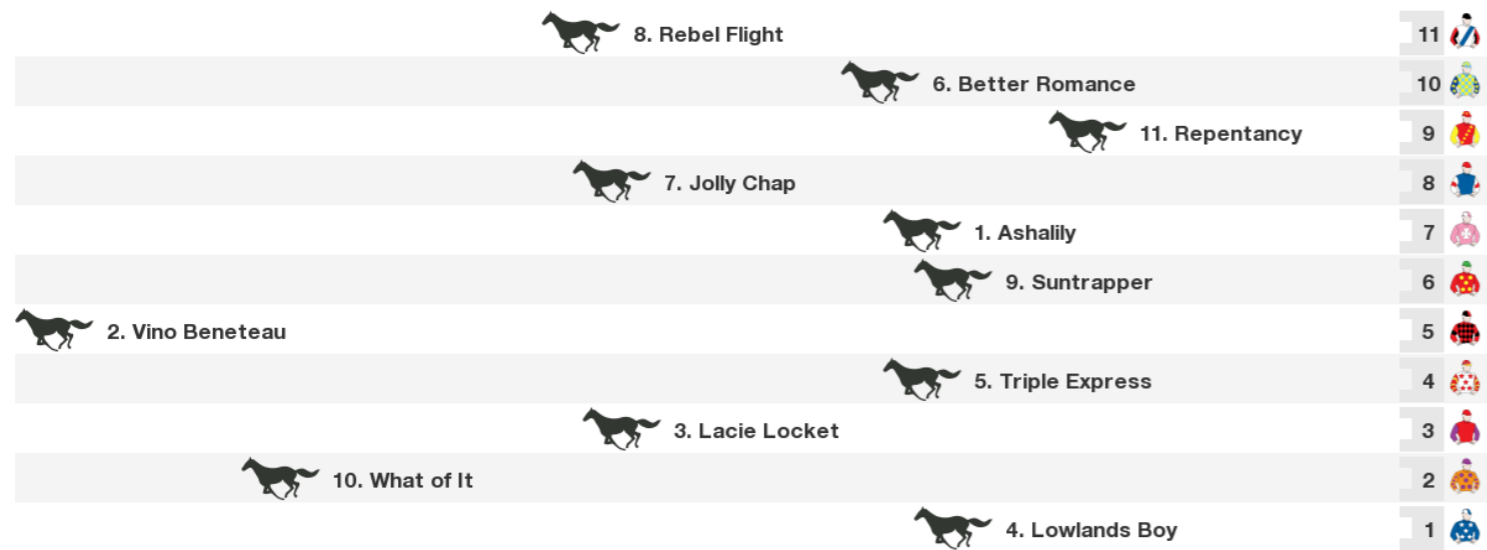 8. Rebel Flight 11
6. Better Romance 10
11. Repentancy 9
7. Jolly Chap 8
1. Ashalily 7
9. Suntrapper 6
2. Vino Beneteau 5
5. Triple Express 4
3. Lacie Locket 3
10. What of It 2
4. Lowlands Boy 1